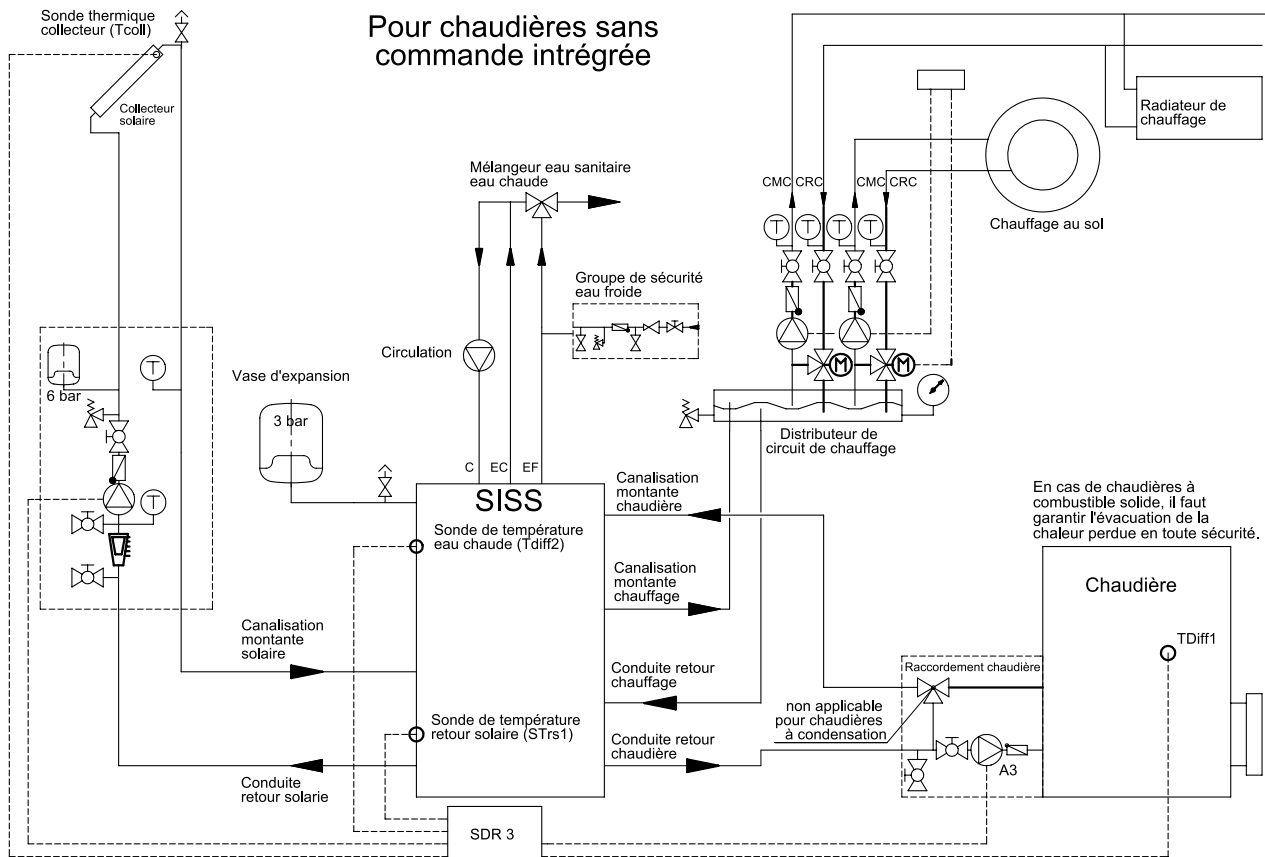 Sonde thermique
collecteur (Tcoll)
Pour chaudières sans
commande intrégrée
Collecteur
solaire
Radiateur de
chauffage
Mélangeur eau sanitaire
eau chaude
CMC CRC CMC CRC
Chauffage au sol
T T T T
Groupe de sécurité
eau froide
Circulation
T
6 bar
Vase d'expansion
3 bar
M M
Distributeur de
circuit de chauffage
C EC EF
SISS
Canalisation
montante
chaudière
En cas de chaudières à
combustible solide, il faut
garantir l'évacuation de la
chaleur perdue en toute sécurité.
T
Sonde de température
eau chaude (Tdiff2)
Canalisation
montante
chauffage
Chaudière
Canalisation
montante
solaire
TDiff1
Conduite retour
chauffage
Raccordement chaudière
non applicable
pour chaudières
à condensation
Sonde de température
retour solaire (STrs1)
Conduite retour
chaudière
A3
Conduite
retour solarie
SDR 3